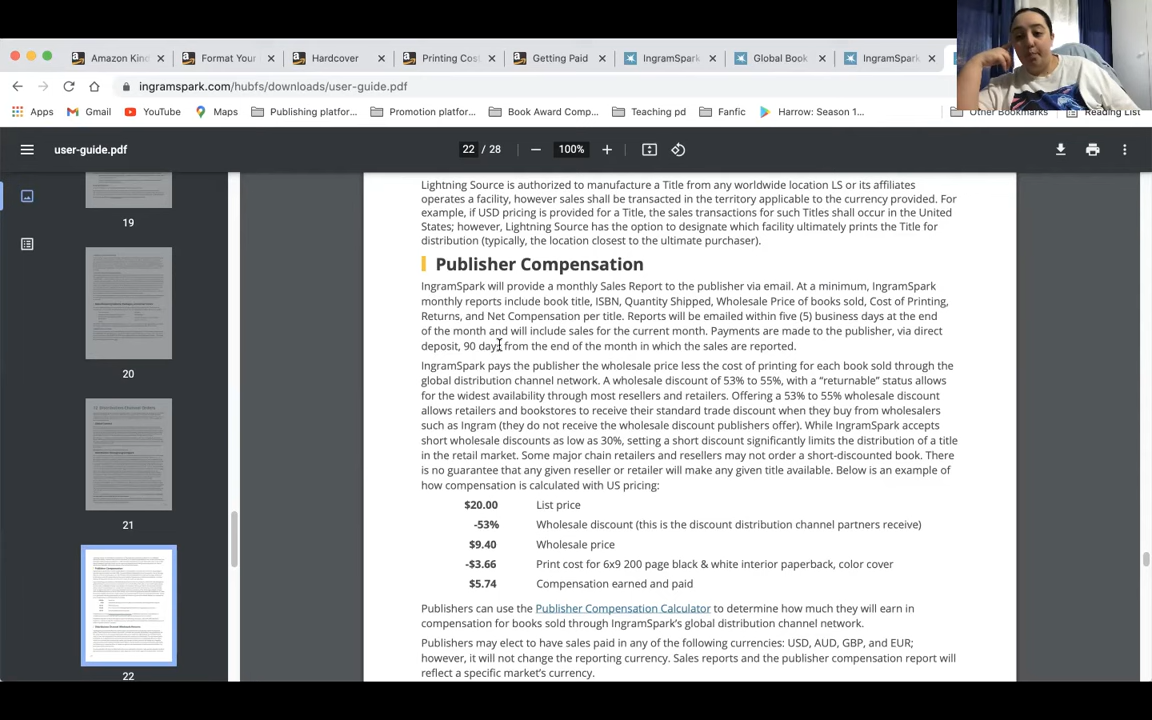 Amazon Kin
Format Your
Hardcover
Printing Cos
Getting Paid
IngramSpark
Global Book
IngramSpark
ingramspark.com/hubfs/downloads/user-guide.pdf
Apps
Gmail
YouTube
Maps
Publishing platfor...
Promotion platfor...
Book Award Comp...
Teaching pd
Fanfic
Harrow: Season 1...
Other Bookmarks
Reading List
user-guide.pdf
22 / 28
100%
19
20
21
22
Lightning Source is authorized to manufacture a Title from any worldwide location LS or its affiliates
operates a facility, however sales shall be transacted in the territory applicable to the currency provided. For
example, if USD pricing is provided for a Title, the sales transactions for such Titles shall occur in the United
States; however, Lightning Source has the option to designate which facility ultimately prints the Title for
distribution (typically, the location closest to the ultimate purchaser).
Publisher Compensation
IngramSpark will provide a monthly Sales Report to the publisher via email. At a minimum, IngramSpark
monthly reports include book title, ISBN, Quantity Shipped, Wholesale Price of books sold, Cost of Printing,
Returns, and Net Compensation per title. Reports will be emailed within five (5) business days at the end
of the month and will include sales for the current month. Payments are made to the publisher, via direct
deposit, 90 days from the end of the month in which the sales are reported.
IngramSpark pays the publisher the wholesale price less the cost of printing for each book sold through the
global distribution channel network. A wholesale discount of 53% to 55%, with a “returnable” status allows
for the widest availability through most resellers and retailers. Offering a 53% to 55% wholesale discount
allows retailers and bookstores to receive their standard trade discount when they buy from wholesalers
such as Ingram (they do not receive the wholesale discount publishers offer). While IngramSpark accepts
short wholesale discounts as low as 30%, setting a short discount significantly limits the distribution of a title
in the retail market. Some major chain retailers and resellers may not order a short-discounted book. There
is no guarantee that any given reseller or retailer will make any given title available. Below is an example of
how compensation is calculated with US pricing:
$20.00 List price
-53% Wholesale discount (this is the discount distribution channel partners receive)
$9.40 Wholesale price
-$3.66 Print cost for 6x9 200 page black & white interior paperback, color cover
$5.74 Compensation earned and paid
Publishers can use the Publisher Compensation Calculator to determine how much they will earn in
compensation for books sold through IngramSpark’s global distribution channel network.
Publishers may elect to have sales paid in any of the following currencies: USD, AUD, GBP, and EUR;
however, it will not change the reporting currency. Sales reports and the publisher compensation report will
reflect a specific market’s currency.